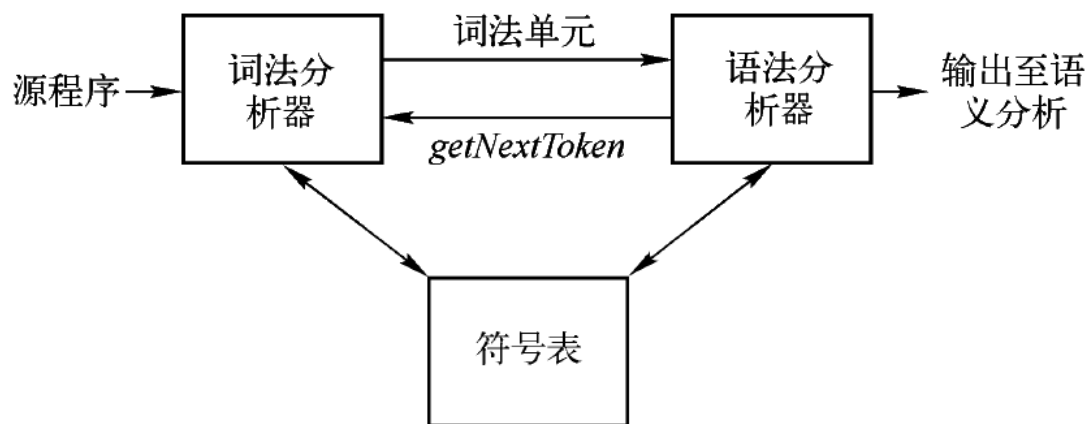 源程序
词法分
析器
词法单元
getNextToken
语法分
析器
输出至语
义分析
符号表